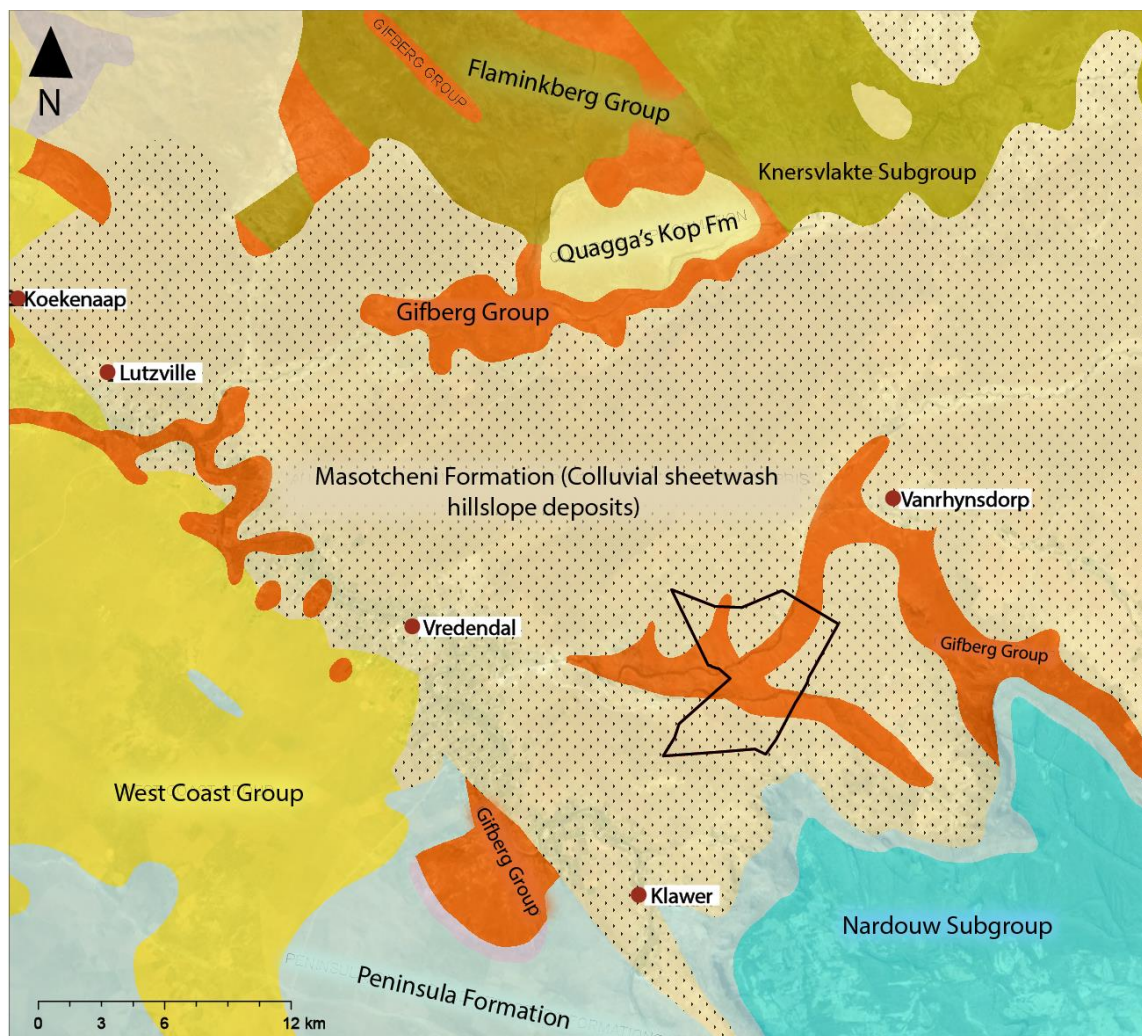 GIFBERG GROUP
Flaminkberg Group
N
Knersvlakte Subgroup
Quagga's Kop Fm
Koekenaap
Gifberg Group
Lutzville
Masotcheni Formation (Colluvial sheetwash
hillslope deposits)
Vanrhynsdorp
Vredendal
Gifberg Group
West Coast Group
Gifberg Group
Klawer
Nardouw Subgroup
Peninsula Formation
0 3 6 12 km